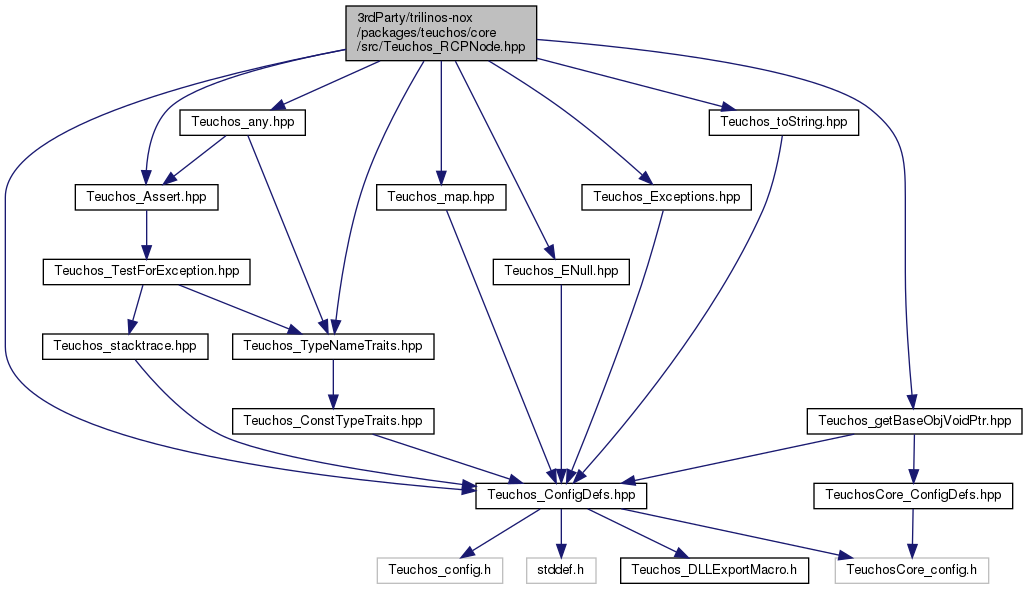 3rdParty/trilinos-nox
/packages/teuchos/core
/src/Teuchos_RCPNode.hpp
Teuchos_any.hpp
Teuchos_toString.hpp
Teuchos_Assert.hpp
Teuchos_map.hpp
Teuchos_Exceptions.hpp
Teuchos_TestForException.hpp
Teuchos_ENull.hpp
Teuchos_stacktrace.hpp
Teuchos_TypeNameTraits.hpp
Teuchos_ConstTypeTraits.hpp
Teuchos_getBaseObjVoidPtr.hpp
Teuchos_ConfigDefs.hpp
TeuchosCore_ConfigDefs.hpp
Teuchos_config.h
stddef.h
Teuchos_DLLExportMacro.h
TeuchosCore_config.h